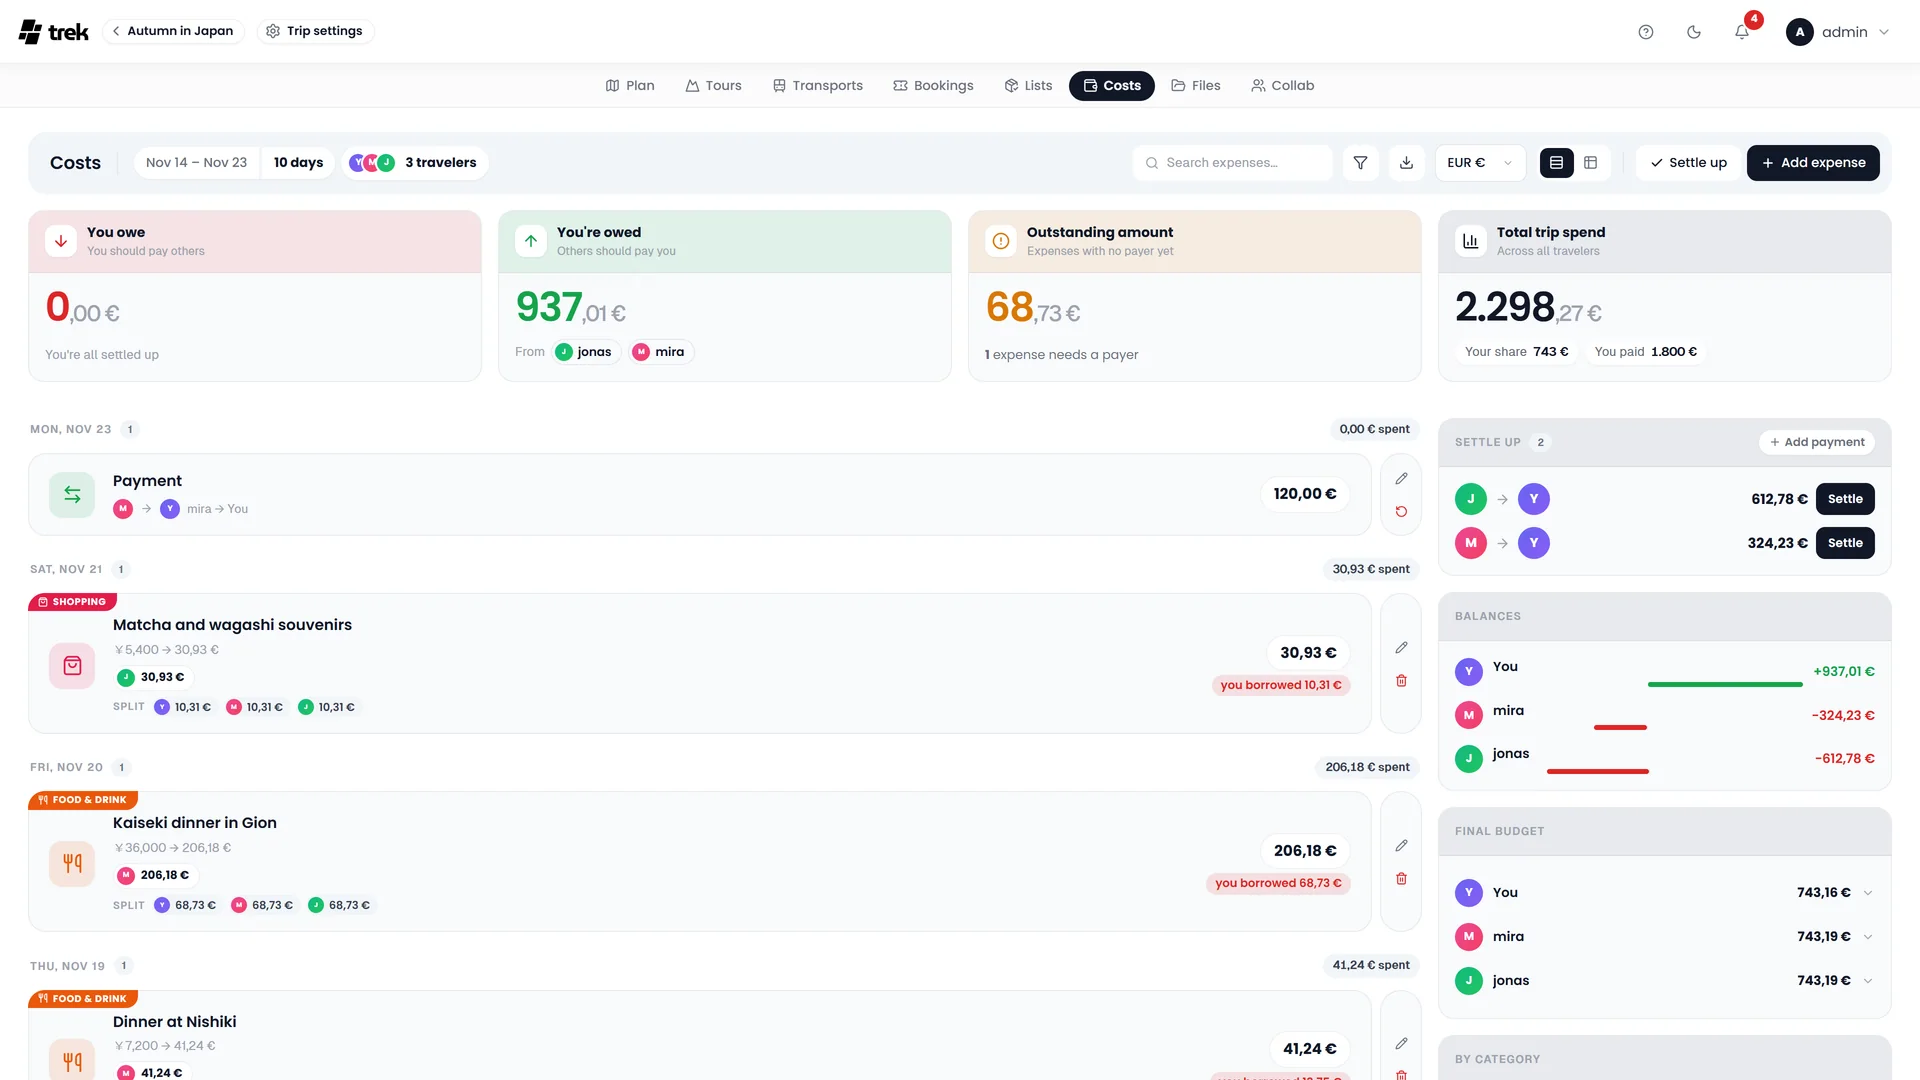 trek
Autumn in Japan
Trip settings
4
A
admin
Plan
Tours
Transports
Bookings
Lists
Costs
Files
Collab
Costs
Nov 14 – Nov 23
10 days
Y M J
3 travelers
Search expenses...
EUR €
Settle up
+ Add expense
You owe
You should pay others
0,00 €
You're all settled up
You're owed
Others should pay you
937,01 €
From J jonas M mira
Outstanding amount
Expenses with no payer yet
68,73 €
1 expense needs a payer
Total trip spend
Across all travelers
2.298,27 €
Your share 743 €
You paid 1.800 €
MON, NOV 23 1
0,00 € spent
Payment
M → Y mira → You
120,00 €
SAT, NOV 21 1
30,93 € spent
SHOPPING
Matcha and wagashi souvenirs
¥5,400 → 30,93 €
J 30,93 €
SPLIT Y 10,31 € M 10,31 € J 10,31 €
30,93 €
you borrowed 10,31 €
FRI, NOV 20 1
206,18 € spent
FOOD & DRINK
Kaiseki dinner in Gion
¥36,000 → 206,18 €
M 206,18 €
SPLIT Y 68,73 € M 68,73 € J 68,73 €
206,18 €
you borrowed 68,73 €
THU, NOV 19 1
41,24 € spent
FOOD & DRINK
Dinner at Nishiki
¥7,200 → 41,24 €
M 41,24 €
41,24 €
SETTLE UP 2
+ Add payment
J → Y 612,78 € Settle
M → Y 324,23 € Settle
BALANCES
Y You +937,01 €
M mira -324,23 €
J jonas -612,78 €
FINAL BUDGET
Y You 743,16 €
M mira 743,19 €
J jonas 743,19 €
BY CATEGORY